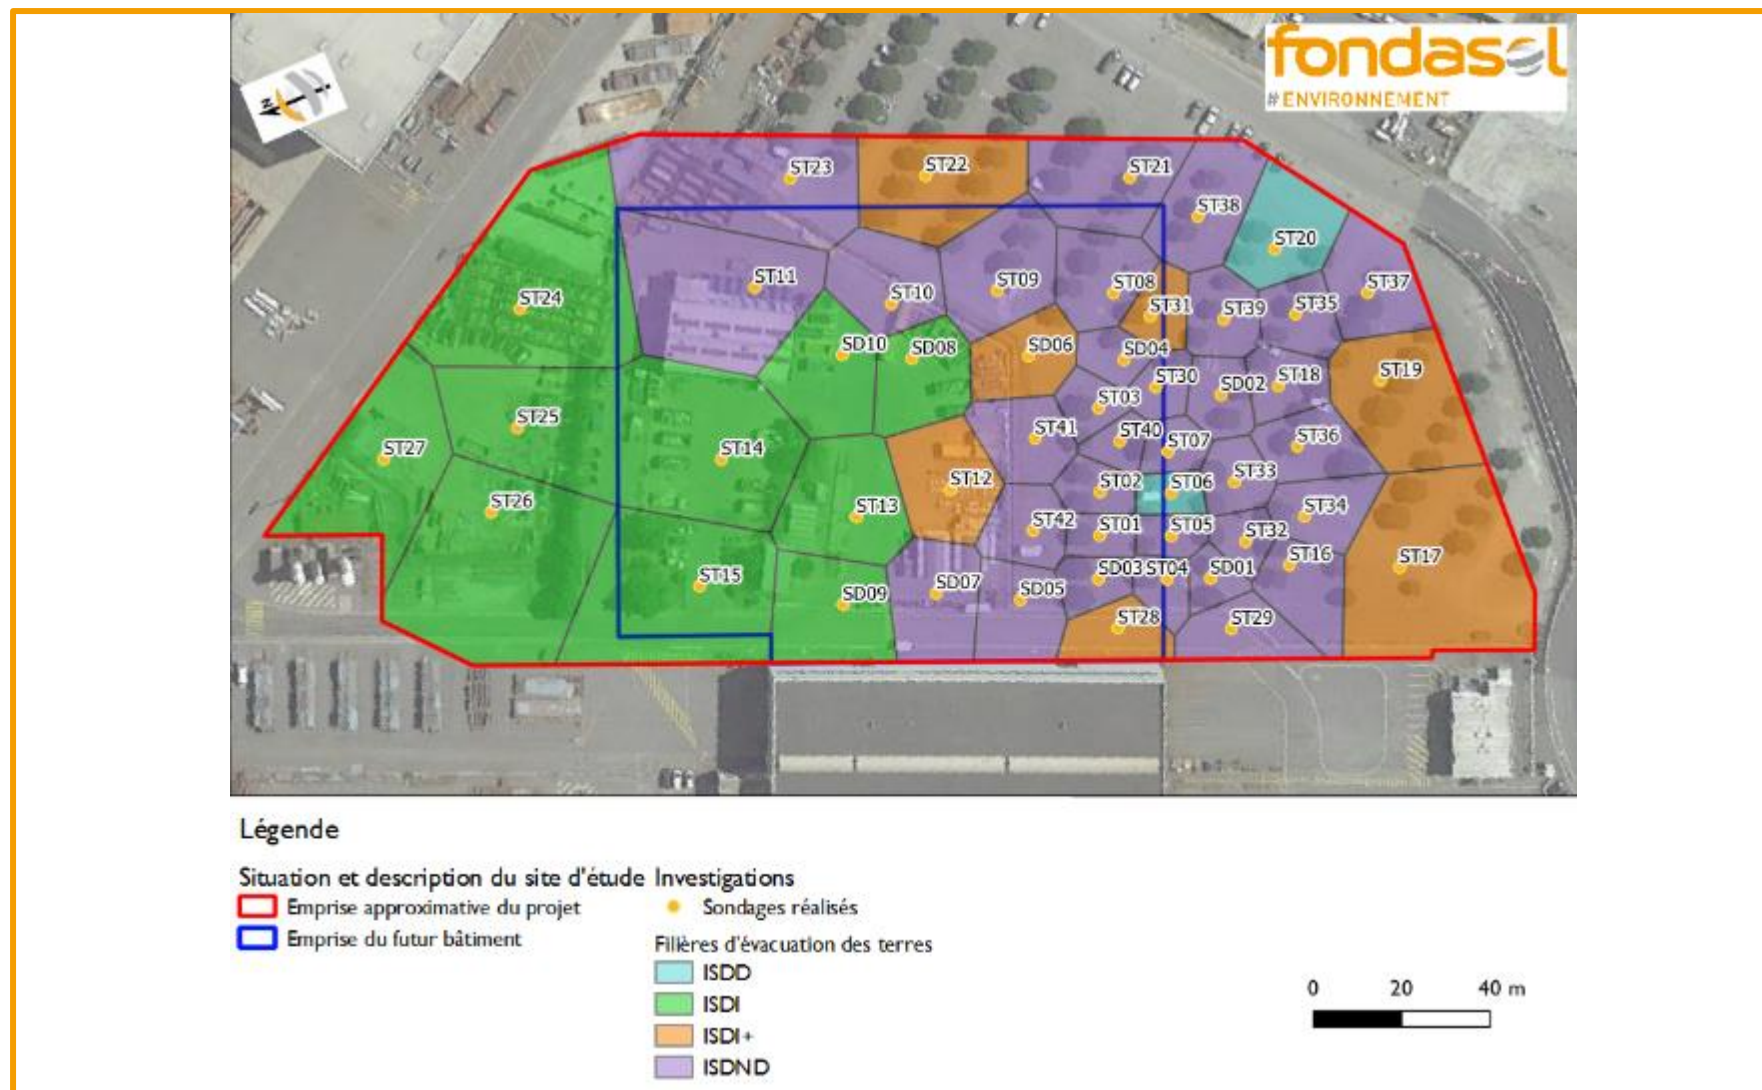 fondasol
#ENVIRONNEMENT
N
ST23
ST22
ST21
ST38
ST20
ST11
ST10
ST09
ST08
ST31
ST39
ST35
ST37
ST24
SD10
SD08
SD06
SD04
ST30
SD02
ST18
ST19
ST03
ST25
ST27
ST14
ST41
ST40
ST07
ST36
ST26
ST13
ST12
ST02
ST06
ST33
ST42
ST01
ST05
ST32
ST34
ST15
SD09
SD07
SD05
SD03
ST04
SD01
ST16
ST17
ST28
ST29
Légende
Situation et description du site d'étude
Emprise approximative du projet
Emprise du futur bâtiment
Investigations
Sondages réalisés
Filières d'évacuation des terres
ISDD
ISDI
ISDI+
ISDND
0 20 40 m